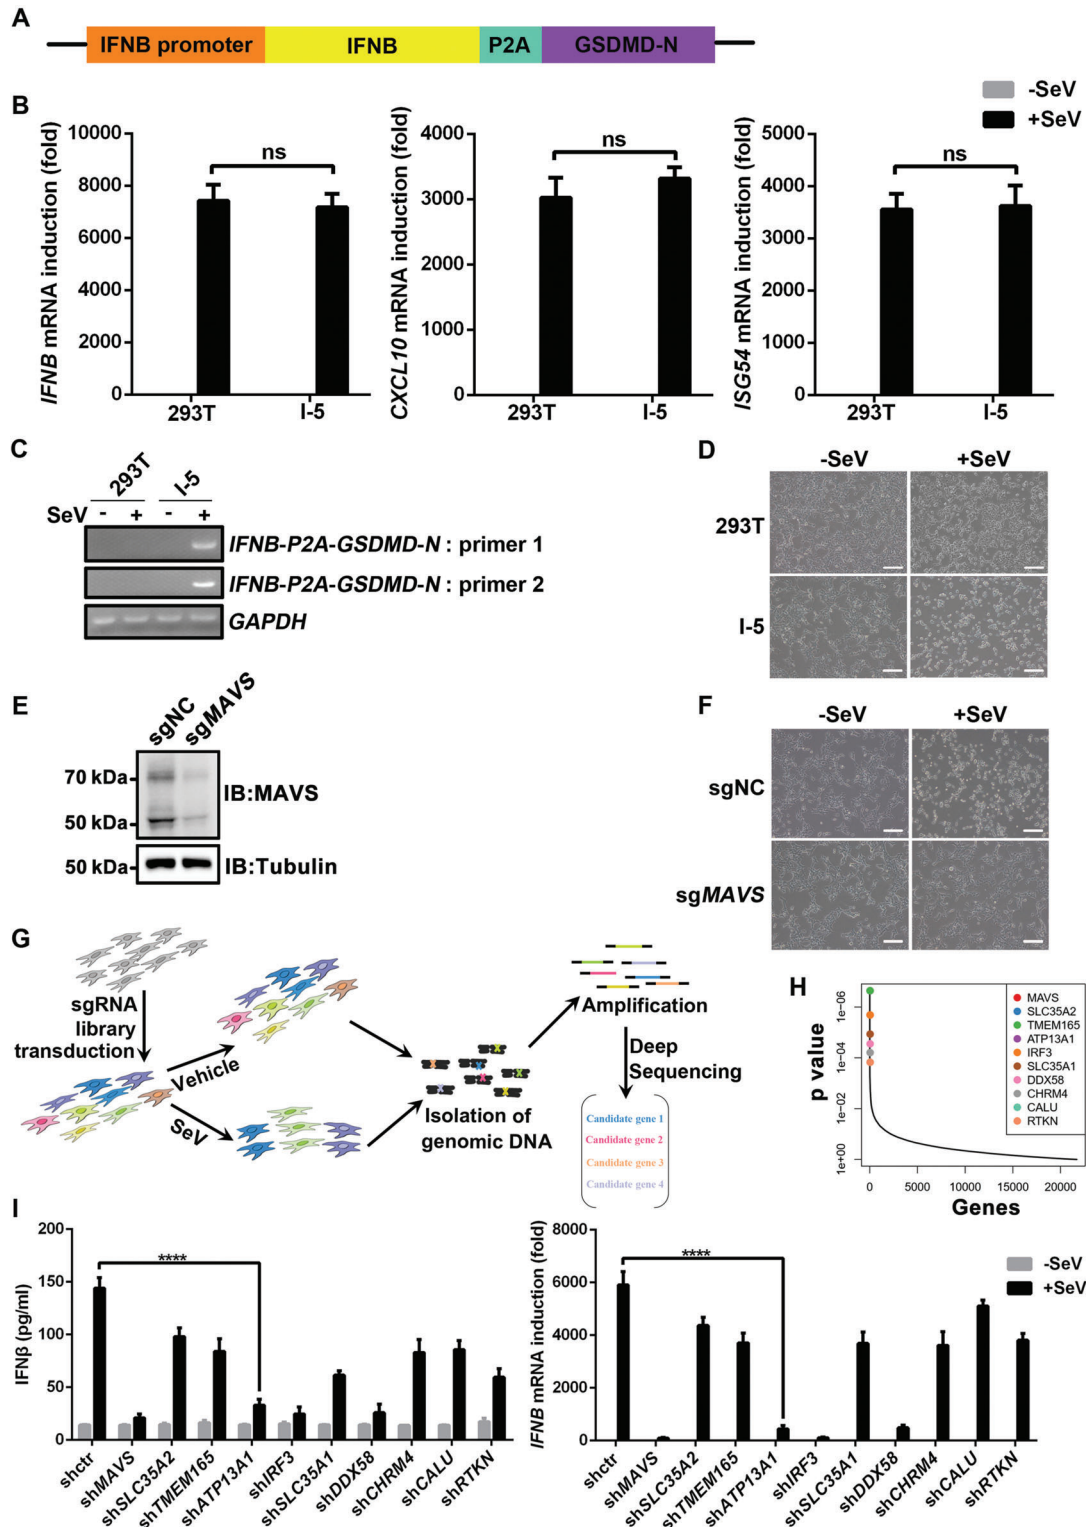 A
IFNB promoter IFNB P2A GSDMD-N
B
-SeV
+SeV
IFNB mRNA induction (fold)
10000
8000
6000
4000
2000
0
ns
293T I-5
CXCL10 mRNA induction (fold)
4000
3000
2000
1000
0
ns
293T I-5
ISG54 mRNA induction (fold)
5000
4000
3000
2000
1000
0
ns
293T I-5
C
293T I-5
SeV - + - +
IFNB-P2A-GSDMD-N : primer 1
IFNB-P2A-GSDMD-N : primer 2
GAPDH
D
-SeV +SeV
293T
I-5
E
sgNC sgMAVS
70 kDa
50 kDa
IB:MAVS
50 kDa
IB:Tubulin
F
-SeV +SeV
sgNC
sgMAVS
G
sgRNA
library
transduction
Vehicle
SeV
Isolation of
genomic DNA
Amplification
Deep
Sequencing
Candidate gene 1
Candidate gene 2
Candidate gene 3
Candidate gene 4
H
p value
1e-06
1e-04
1e-02
1e+00
MAVS
SLC35A2
TMEM165
ATP13A1
IRF3
SLC35A1
DDX58
CHRM4
CALU
RTKN
0 5000 10000 15000 20000
Genes
I
IFNβ (pg/ml)
200
150
100
50
0
****
shctr
shMAVS
shSLC35A2
shTMEM165
shATP13A1
shIRF3
shSLC35A1
shDDX58
shCHRM4
shCALU
shRTKN
IFNB mRNA induction (fold)
8000
6000
4000
2000
0
****
-SeV
+SeV
shctr
shMAVS
shSLC35A2
shTMEM165
shATP13A1
shIRF3
shSLC35A1
shDDX58
shCHRM4
shCALU
shRTKN